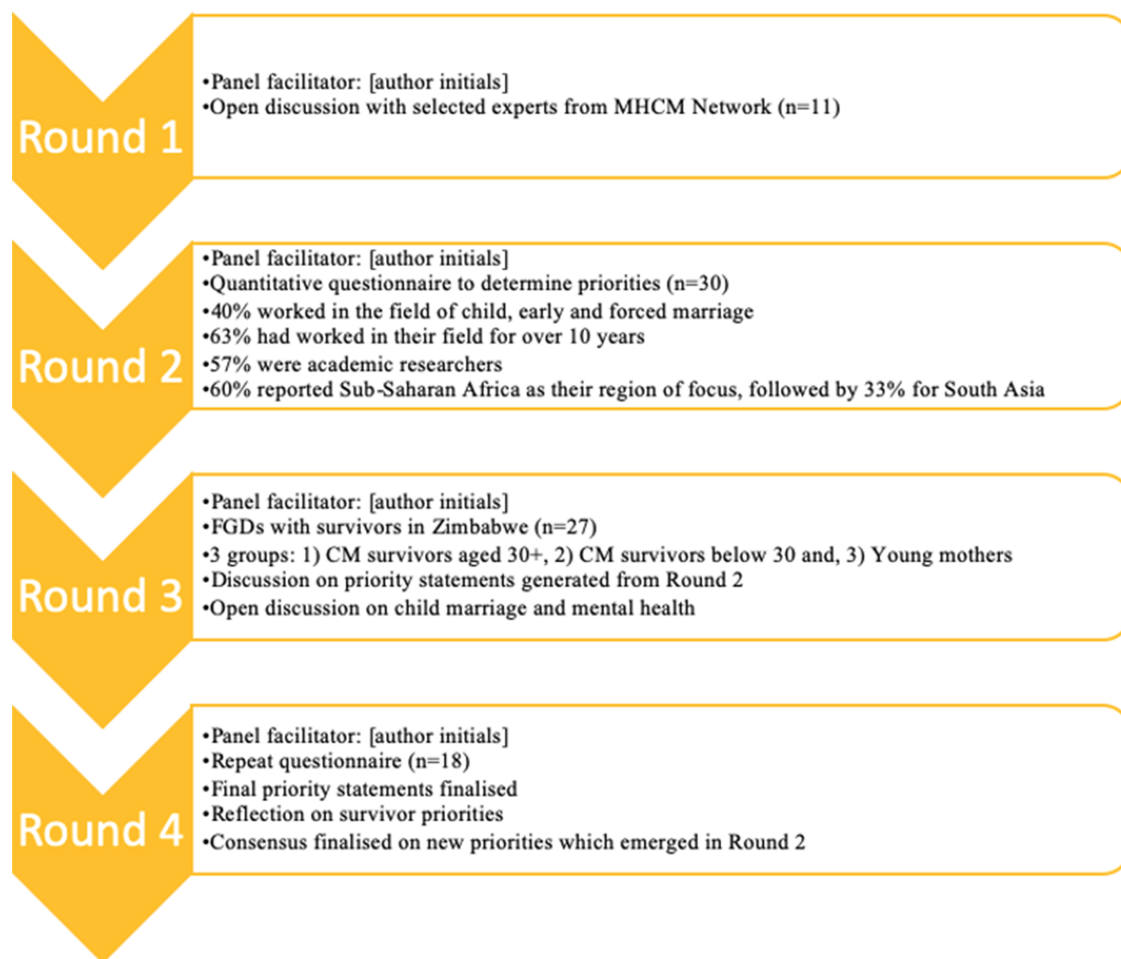 Round 1
•Panel facilitator: [author initials]
•Open discussion with selected experts from MHCM Network (n=11)
Round 2
•Panel facilitator: [author initials]
•Quantitative questionnaire to determine priorities (n=30)
•40% worked in the field of child, early and forced marriage
•63% had worked in their field for over 10 years
•57% were academic researchers
•60% reported Sub-Saharan Africa as their region of focus, followed by 33% for South Asia
Round 3
•Panel facilitator: [author initials]
•FGDs with survivors in Zimbabwe (n=27)
•3 groups: 1) CM survivors aged 30+, 2) CM survivors below 30 and, 3) Young mothers
•Discussion on priority statements generated from Round 2
•Open discussion on child marriage and mental health
Round 4
•Panel facilitator: [author initials]
•Repeat questionnaire (n=18)
•Final priority statements finalised
•Reflection on survivor priorities
•Consensus finalised on new priorities which emerged in Round 2